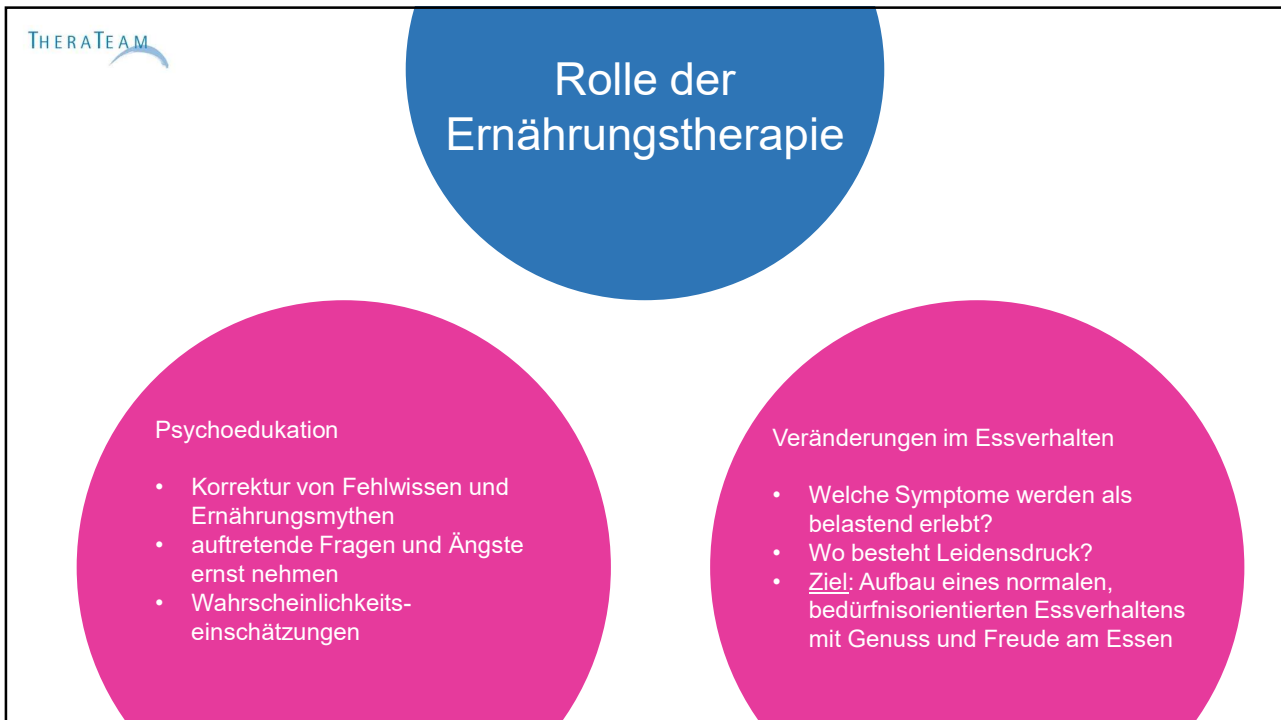 THERATEAM
Rolle der
Ernährungstherapie
Psychoedukation
• Korrektur von Fehlwissen und
Ernährungsmythen
• auftretende Fragen und Ängste
ernst nehmen
• Wahrscheinlichkeits-
einschätzungen
Veränderungen im Essverhalten
• Welche Symptome werden als
belastend erlebt?
• Wo besteht Leidensdruck?
• Ziel: Aufbau eines normalen,
bedürfnisorientierten Essverhaltens
mit Genuss und Freude am Essen